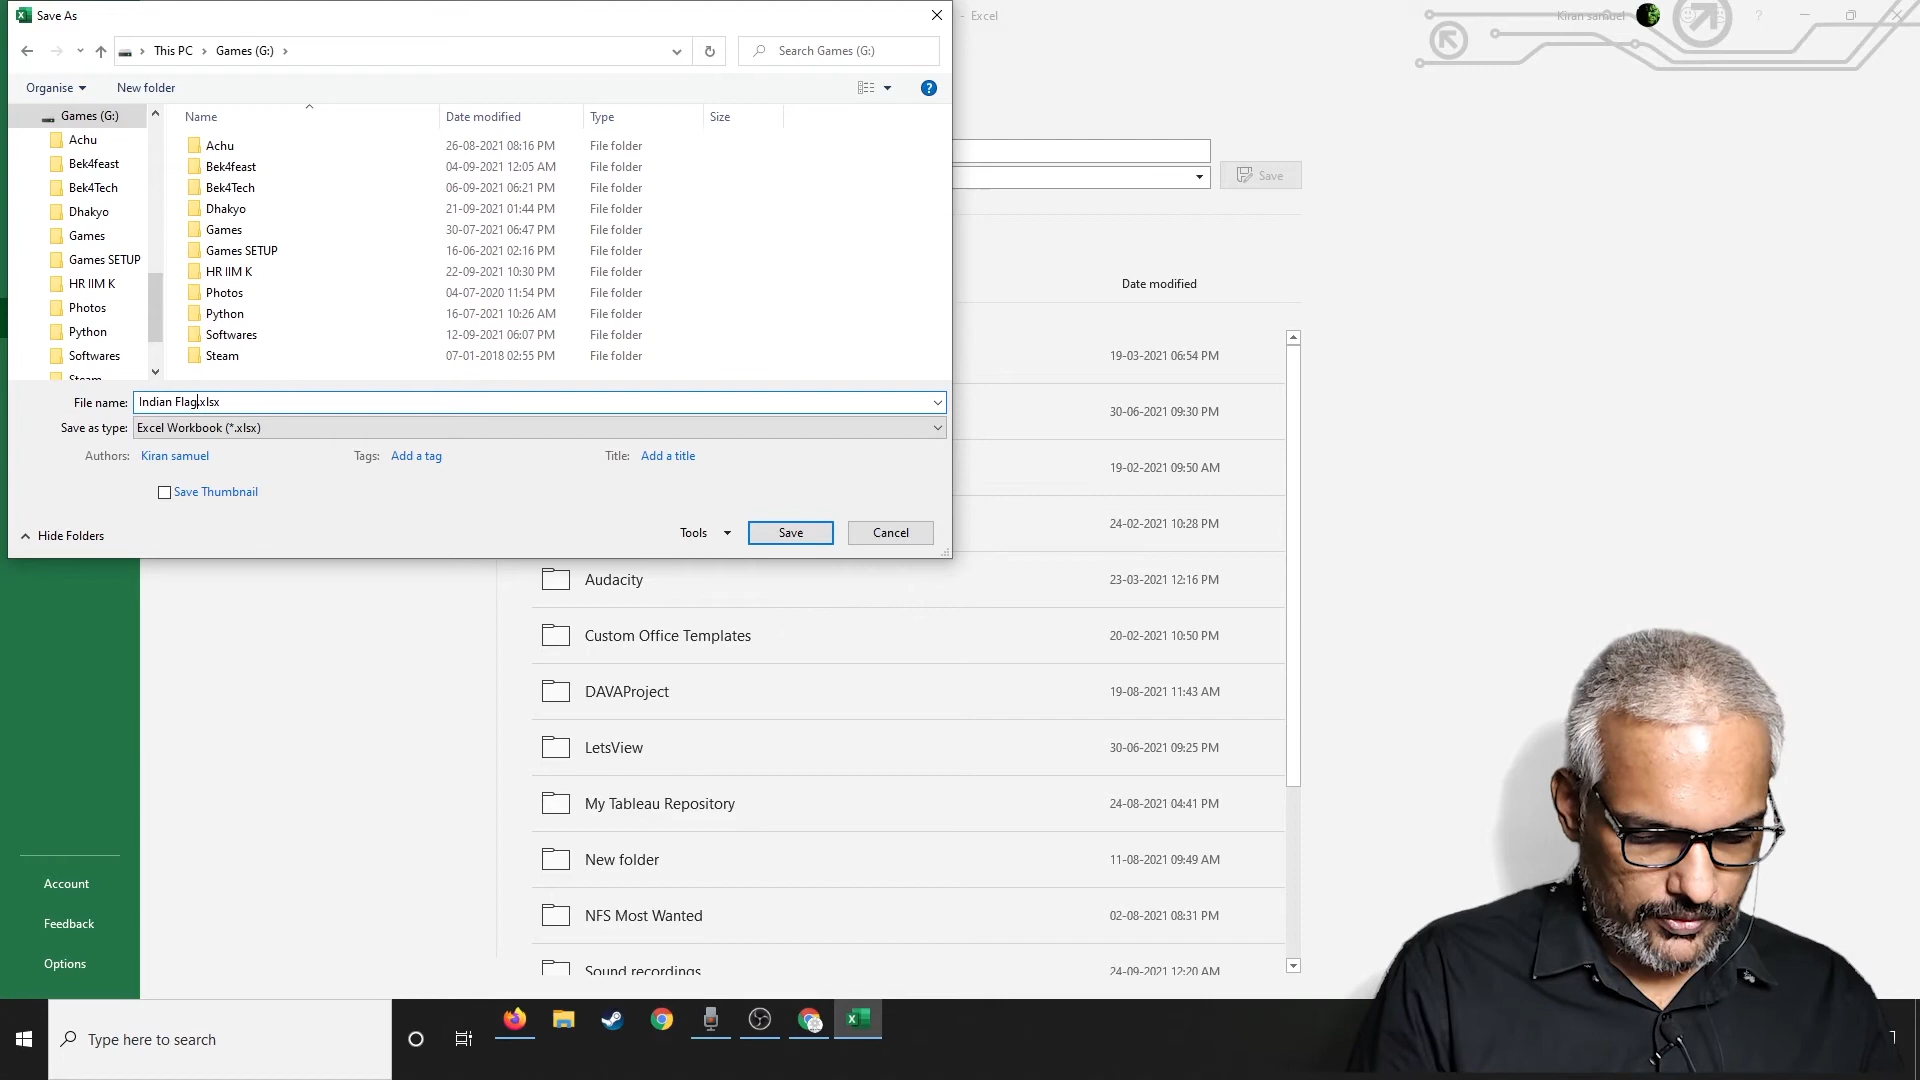 Save As
- Excel
Kiran samuel
?
This PC > Games (G:) >
Search Games (G:)
Organise
New folder
?
Games (G:)
Achu
Bek4feast
Bek4Tech
Dhakyo
Games
Games SETUP
HR IIM K
Photos
Python
Softwares
Steam
Name Date modified Type Size
Achu 26-08-2021 08:16 PM File folder
Bek4feast 04-09-2021 12:05 AM File folder
Bek4Tech 06-09-2021 06:21 PM File folder
Dhakyo 21-09-2021 01:44 PM File folder
Games 30-07-2021 06:47 PM File folder
Games SETUP 16-06-2021 02:16 PM File folder
HR IIM K 22-09-2021 10:30 PM File folder
Photos 04-07-2020 11:54 PM File folder
Python 16-07-2021 10:26 AM File folder
Softwares 12-09-2021 06:07 PM File folder
Steam 07-01-2018 02:55 PM File folder
File name: Indian Flag.xlsx
Save as type: Excel Workbook (*.xlsx)
Authors: Kiran samuel
Tags: Add a tag
Title: Add a title
Save Thumbnail
Hide Folders
Tools
Save
Cancel
Save
Date modified
19-03-2021 06:54 PM
30-06-2021 09:30 PM
19-02-2021 09:50 AM
24-02-2021 10:28 PM
Audacity 23-03-2021 12:16 PM
Custom Office Templates 20-02-2021 10:50 PM
DAVAProject 19-08-2021 11:43 AM
LetsView 30-06-2021 09:25 PM
My Tableau Repository 24-08-2021 04:41 PM
New folder 11-08-2021 09:49 AM
NFS Most Wanted 02-08-2021 08:31 PM
Sound recordings 24-09-2021 12:20 AM
Account
Feedback
Options
Type here to search